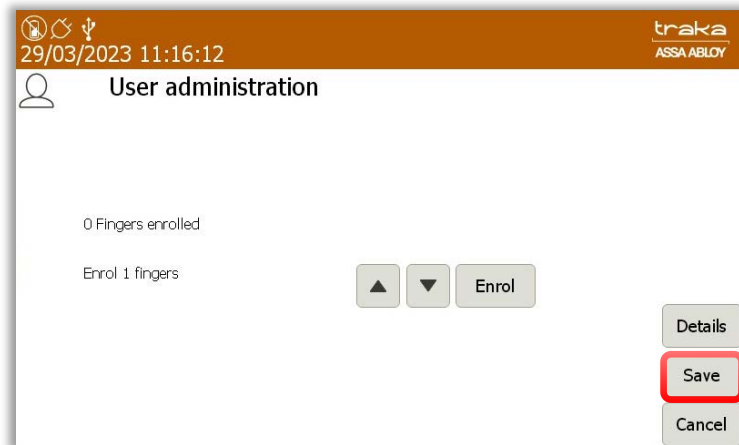 traka
29/03/2023 11:16:12
ASSA ABLOY
User administration
0 Fingers enrolled
Enrol 1 fingers
Enrol
Details
Save
Cancel